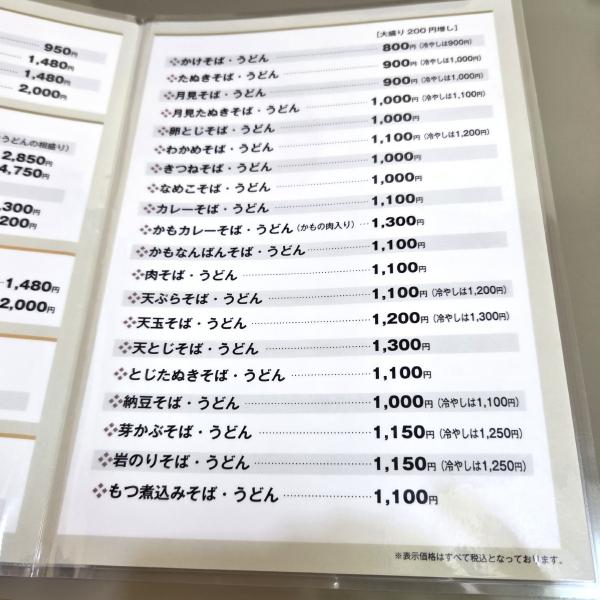 950円
1,480円
1,480円
2,000円
うどんの相盛り)
2,850円
4,750円
,300円
200円
1,480円
2,000円
[大盛り200円増し]
❖かけそば・うどん 800円(冷やしは900円)
❖たぬきそば・うどん 900円(冷やしは1,000円)
❖月見そば・うどん 900円(冷やしは1,000円)
❖月見たぬきそば・うどん 1,000円(冷やしは1,100円)
❖卵とじそば・うどん 1,000円
❖わかめそば・うどん 1,100円(冷やしは1,200円)
❖きつねそば・うどん 1,000円
❖なめこそば・うどん 1,000円
❖カレーそば・うどん 1,100円
❖かもカレーそば・うどん(かもの肉入り) 1,300円
❖かもなんばんそば・うどん 1,100円
❖肉そば・うどん 1,100円
❖天ぷらそば・うどん 1,100円(冷やしは1,200円)
❖天玉そば・うどん 1,200円(冷やしは1,300円)
❖天とじそば・うどん 1,300円
❖とじたぬきそば・うどん 1,100円
❖納豆そば・うどん 1,000円(冷やしは1,100円)
❖芽かぶそば・うどん 1,150円(冷やしは1,250円)
❖岩のりそば・うどん 1,150円(冷やしは1,250円)
❖もつ煮込みそば・うどん 1,100円
※表示価格はすべて税込となっております。